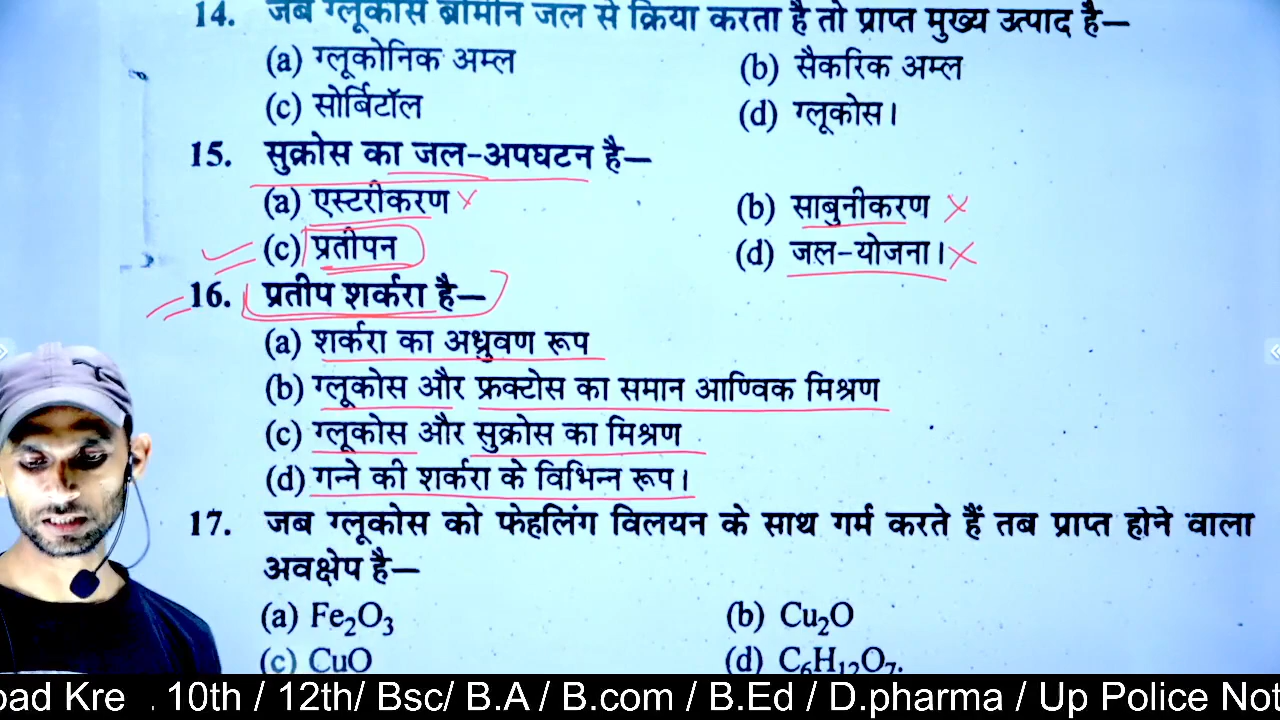 14. जब ग्लूकोस ब्रोमीन जल से क्रिया करता है तो प्राप्त मुख्य उत्पाद है—
(a) ग्लूकोनिक अम्ल (b) सैकरिक अम्ल
(c) सोर्बिटॉल (d) ग्लूकोस।
15. सुक्रोस का जल-अपघटन है—
(a) एस्टरीकरण (b) साबुनीकरण
(c) प्रतीपन (d) जल-योजना।
16. प्रतीप शर्करा है—
(a) शर्करा का अध्रुवण रूप
(b) ग्लूकोस और फ्रक्टोस का समान आण्विक मिश्रण
(c) ग्लूकोस और सुक्रोस का मिश्रण
(d) गन्ने की शर्करा के विभिन्न रूप।
17. जब ग्लूकोस को फेहलिंग विलयन के साथ गर्म करते हैं तब प्राप्त होने वाला
अवक्षेप है—
(a) Fe₂O₃ (b) Cu₂O
(c) CuO (d) C₆H₁₂O₇.
oad Kre . 10th / 12th/ Bsc/ B.A / B.com / B.Ed / D.pharma / Up Police Not